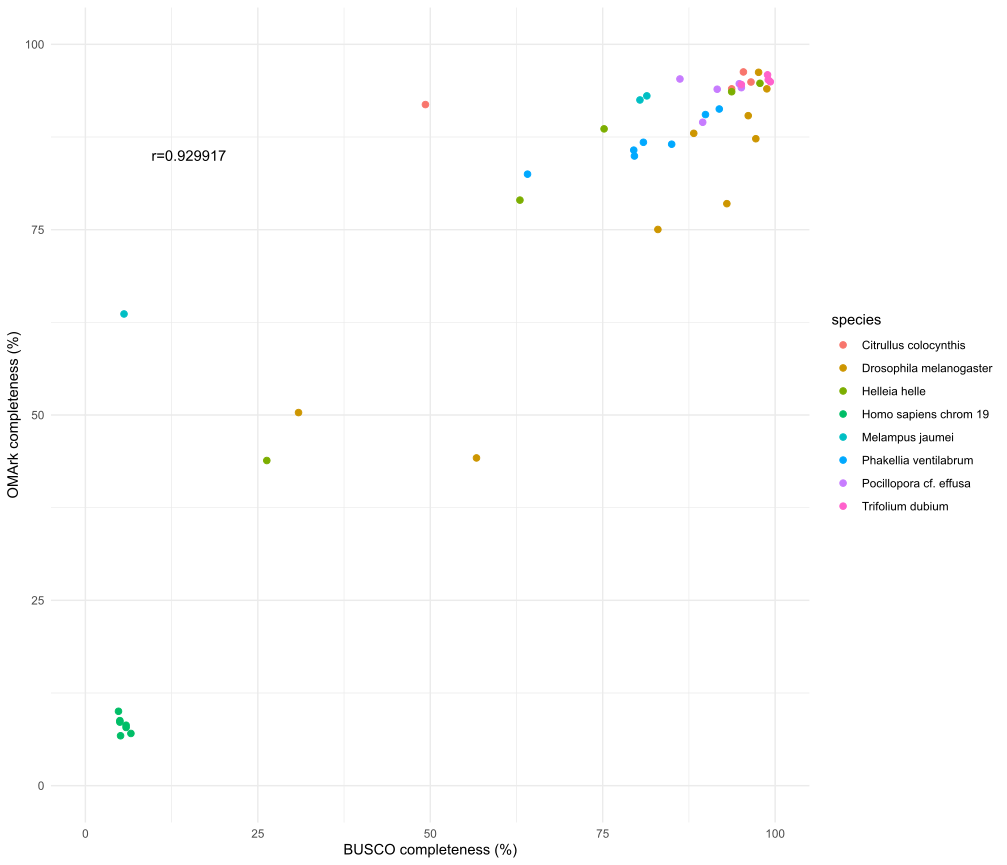 100
75
50
25
0
r=0.929917
OMArk completeness (%)
0
25
50
75
100
BUSCO completeness (%)
species
Citrullus colocynthis
Drosophila melanogaster
Helleia helle
Homo sapiens chrom 19
Melampus jaumei
Phakellia ventilabrum
Pocillopora cf. effusa
Trifolium dubium